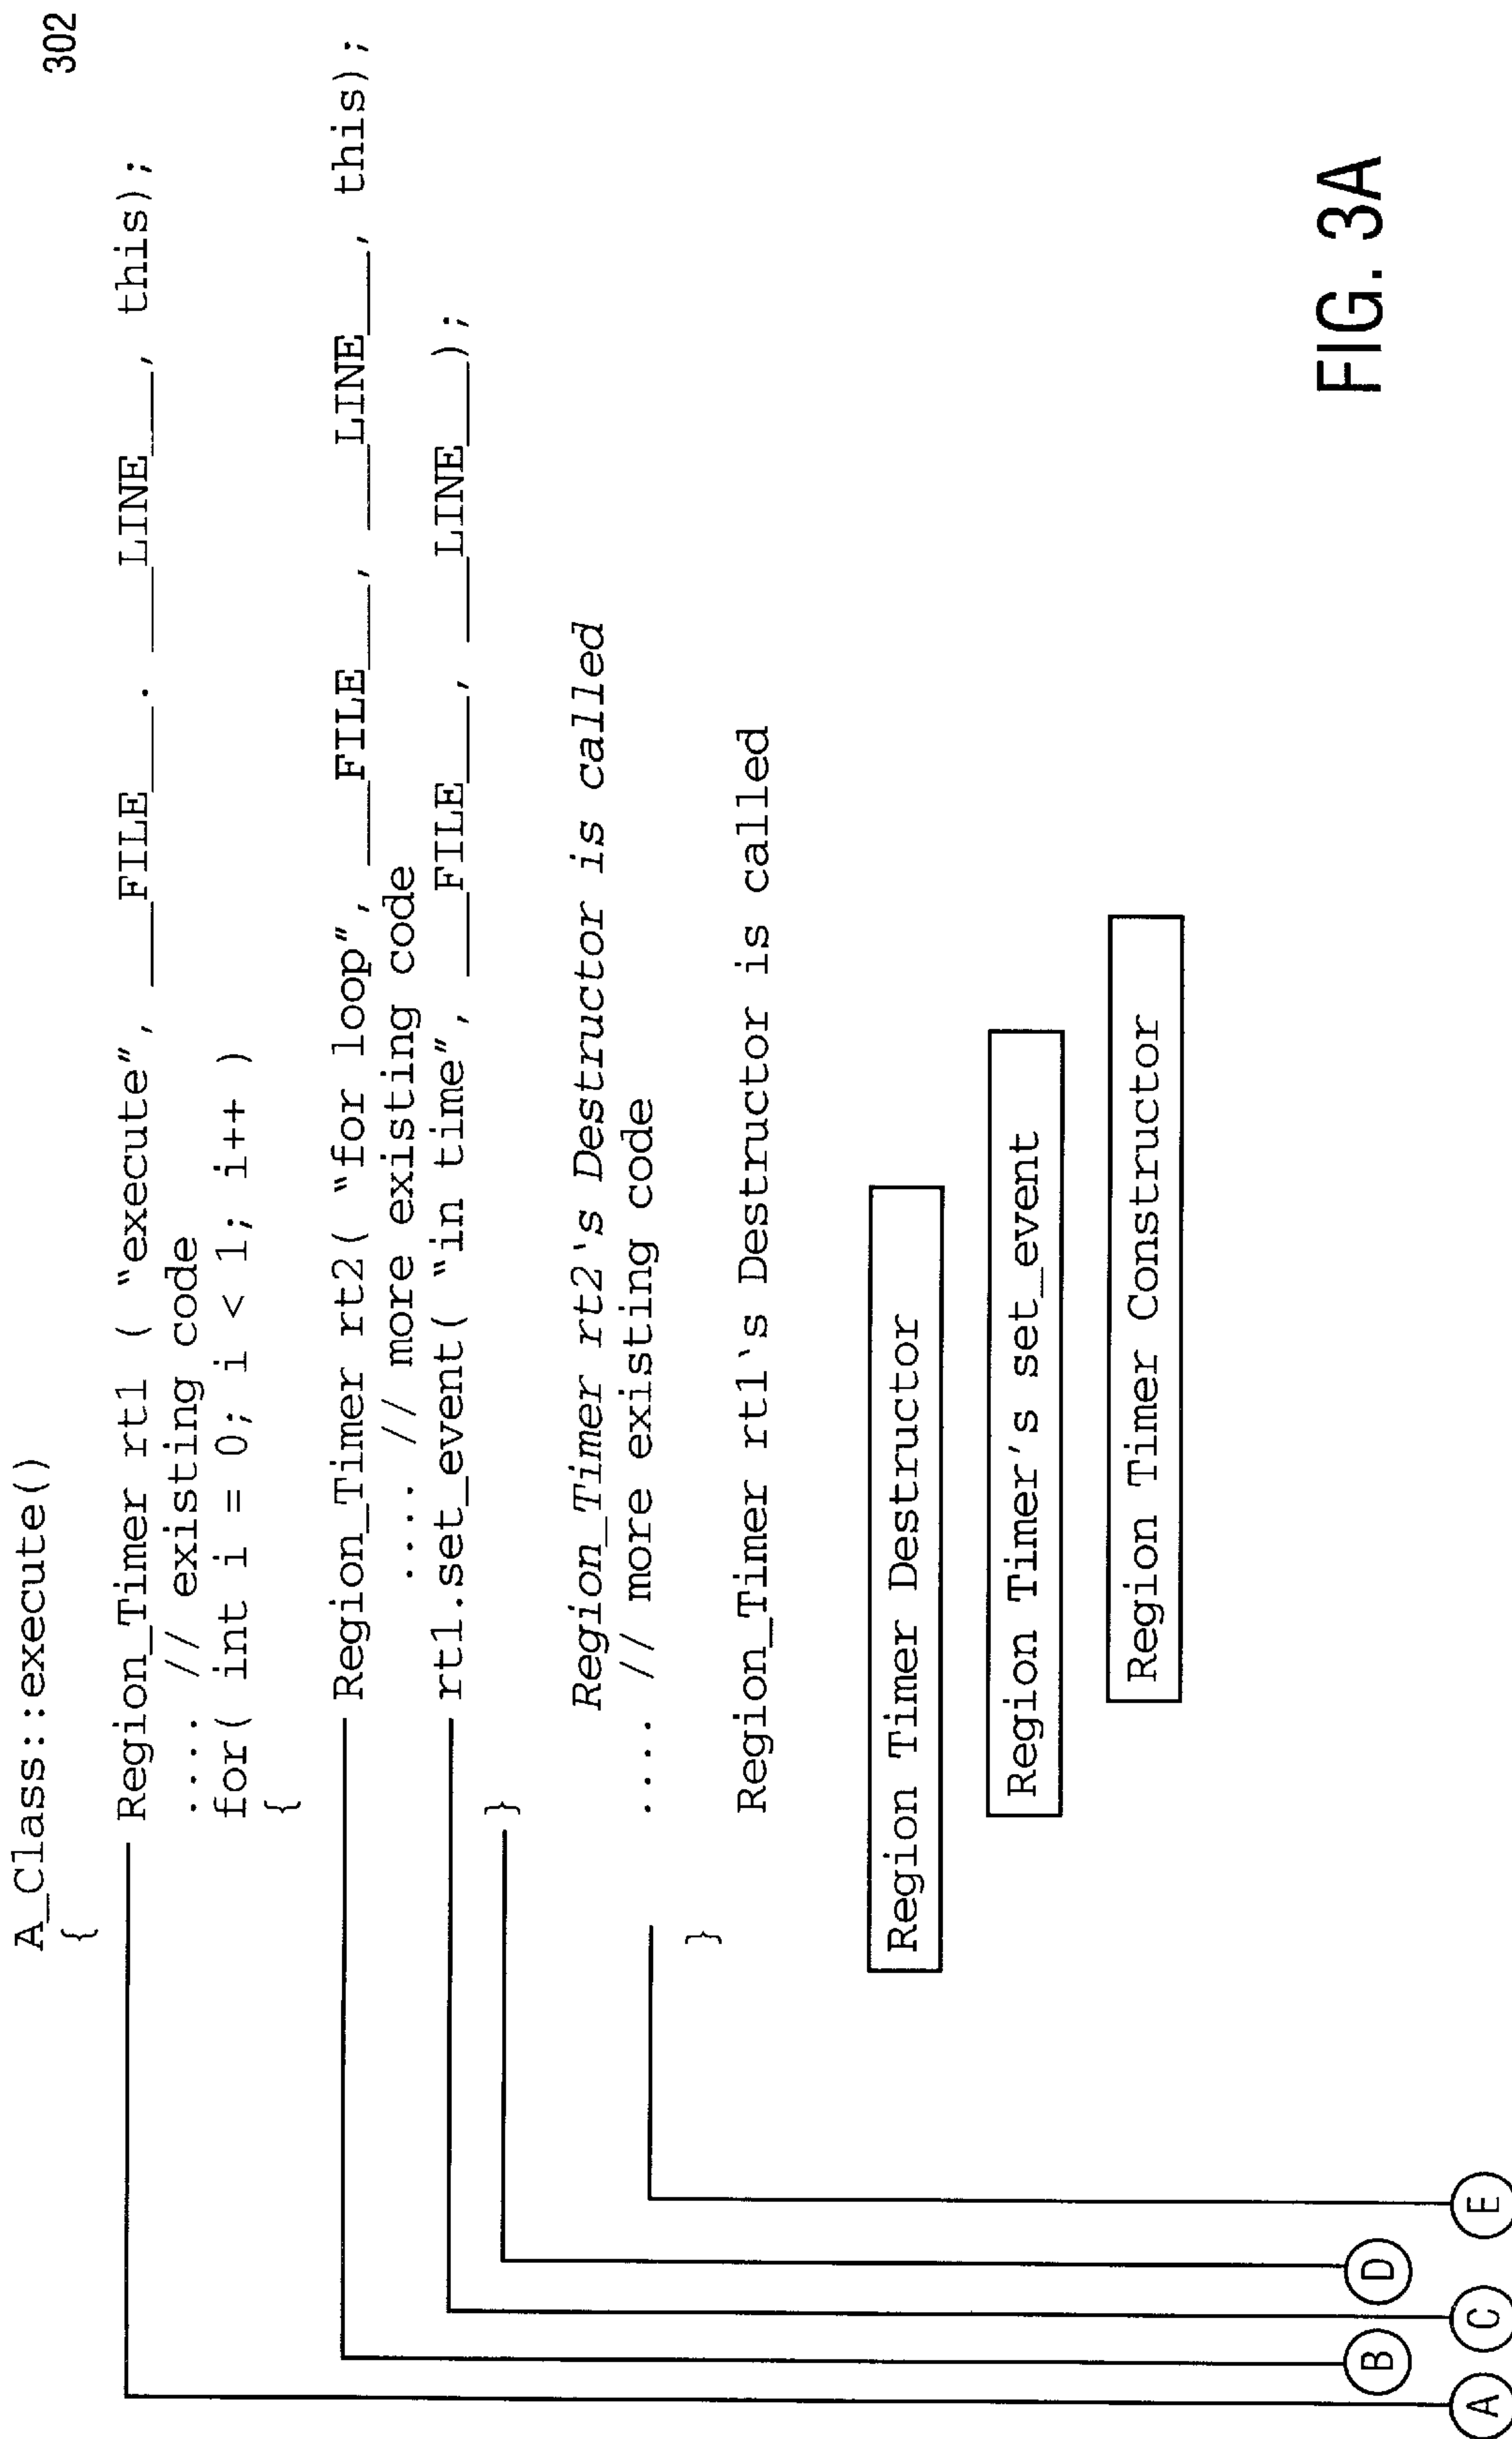 302
A_Class::execute()
{
Region_Timer rt1 ( "execute", __FILE__. __LINE__, this);
.... // existing code
for( int i = 0; i < 1; i++ )
{
Region_Timer rt2( "for loop", __FILE__, __LINE__, this);
.... // more existing code
rt1.set_event( "in time", __FILE__, __LINE__);
}
Region_Timer rt2‛s Destructor is called
.... // more existing code
Region_Timer rt1‛s Destructor is called
}
Region Timer Destructor
Region Timer's set_event
Region Timer Constructor
A
B
C
D
E
FIG. 3A